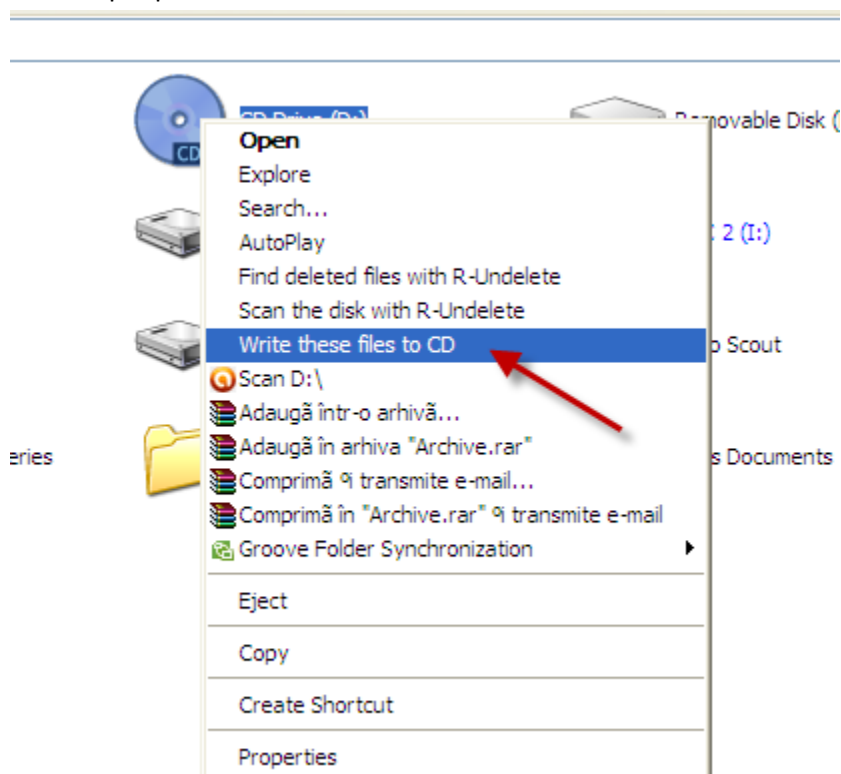 CD Drive (D:)
Removable Disk (
CD
Open
Explore
Search...
AutoPlay
2 (I:)
Find deleted files with R-Undelete
Scan the disk with R-Undelete
Write these files to CD
Scout
Scan D:\
Adaugã într-o arhivã...
Adaugã în arhiva "Archive.rar"
eries
s Documents
Comprimã ºi transmite e-mail...
Comprimã în "Archive.rar" ºi transmite e-mail
Groove Folder Synchronization
Eject
Copy
Create Shortcut
Properties